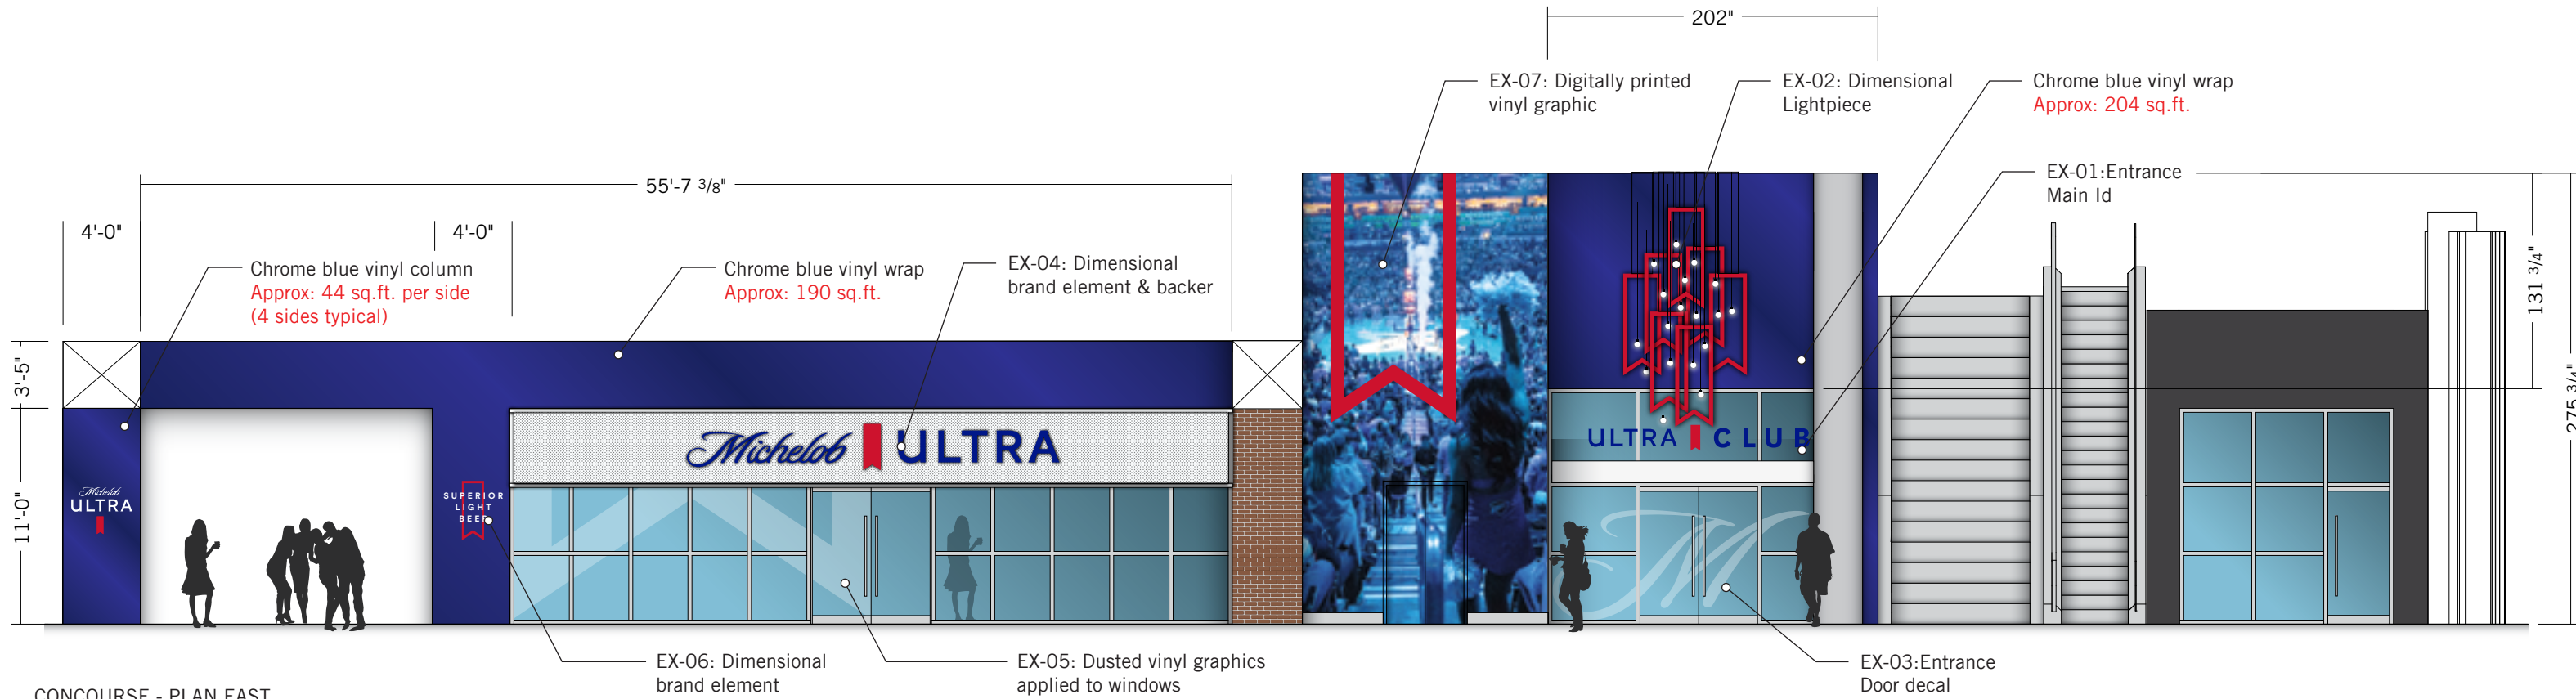 202"
EX-07: Digitally printed
vinyl graphic
EX-02: Dimensional
Lightpiece
Chrome blue vinyl wrap
Approx: 204 sq.ft.
EX-01:Entrance
Main Id
55'-7 3/8"
4'-0"
4'-0"
Chrome blue vinyl column
Approx: 44 sq.ft. per side
(4 sides typical)
Chrome blue vinyl wrap
Approx: 190 sq.ft.
EX-04: Dimensional
brand element & backer
131 3/4"
275 3/4"
3'-5"
11'-0"
Michelob ULTRA
ULTRA CLUB
Michelob
ULTRA
SUPERIOR
LIGHT
BEER
M
EX-06: Dimensional
brand element
EX-05: Dusted vinyl graphics
applied to windows
EX-03:Entrance
Door decal
CONCOURSE - PLAN EAST